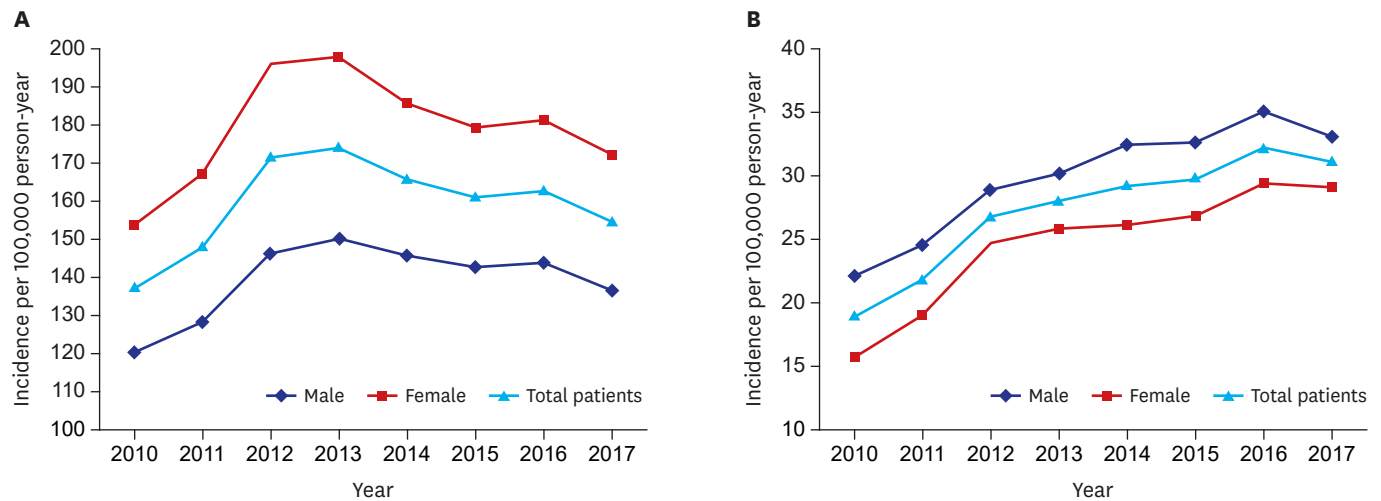 A
Incidence per 100,000 person-year
200
190
180
170
160
150
140
130
120
110
100
Male Female Total patients
2010 2011 2012 2013 2014 2015 2016 2017
Year
B
Incidence per 100,000 person-year
40
35
30
25
20
15
10
Male Female Total patients
2010 2011 2012 2013 2014 2015 2016 2017
Year